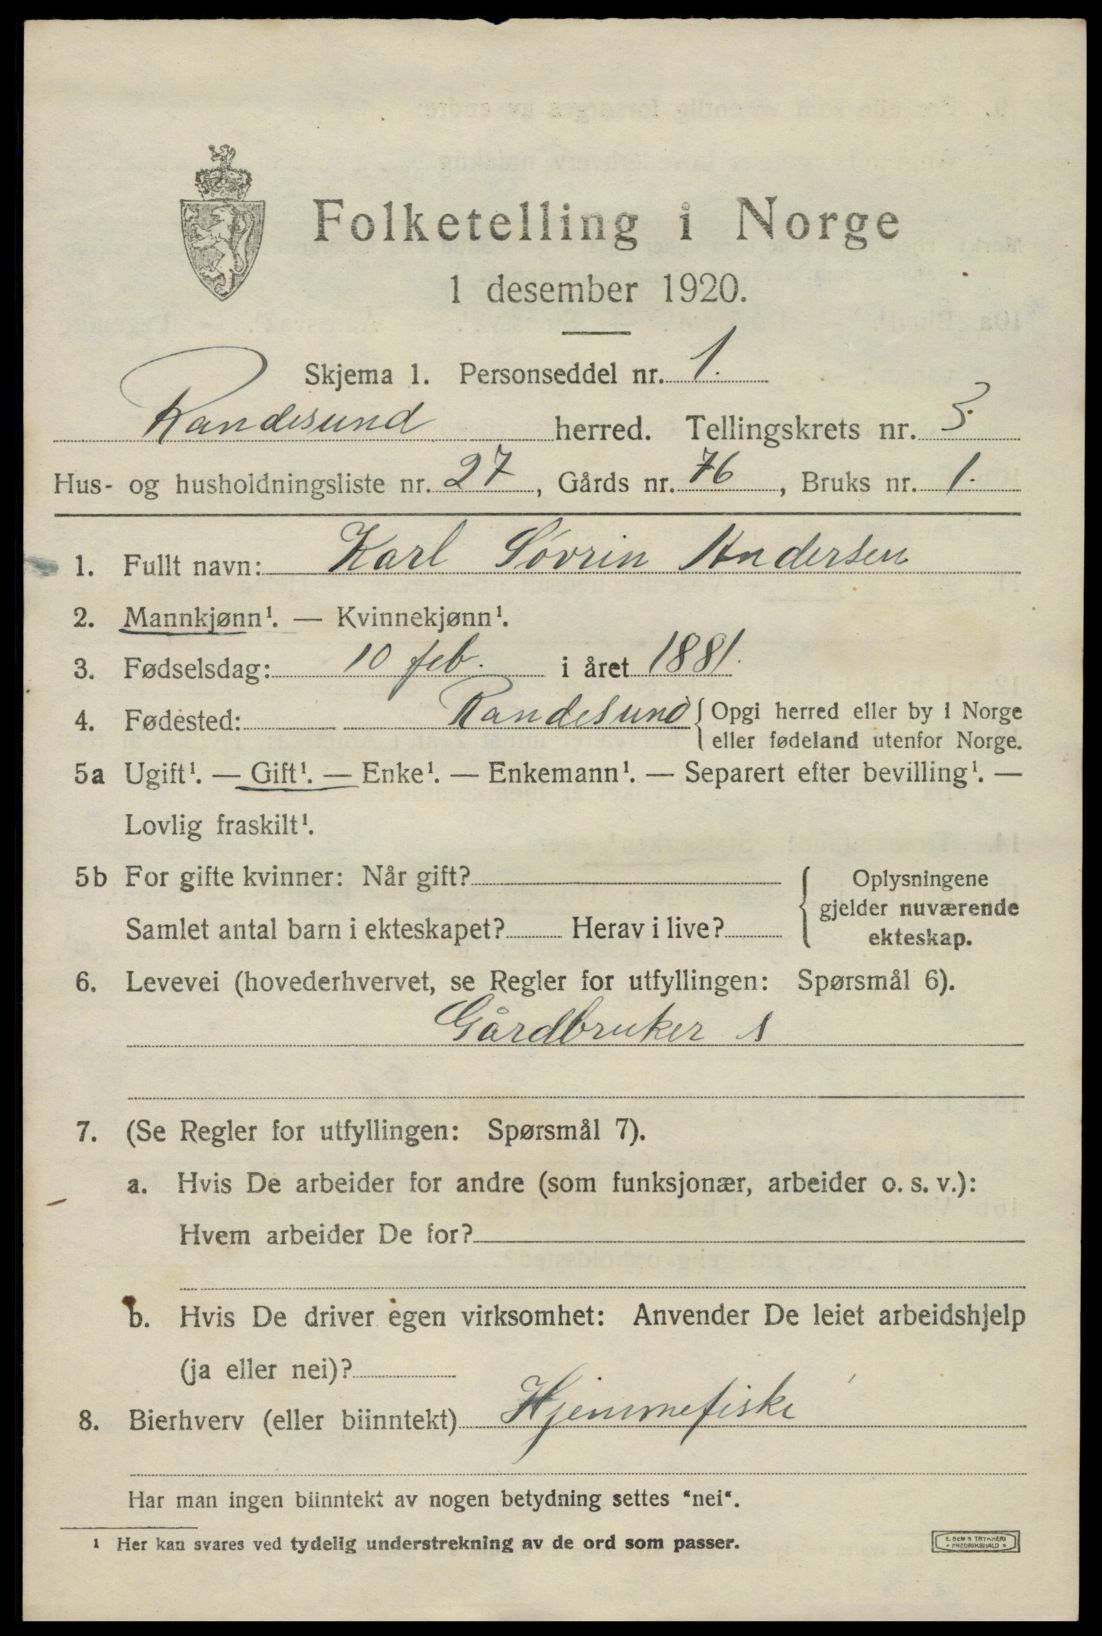 Folketelling i Norge
1 desember 1920.
Skjema 1. Personseddel nr. 1.
Randesund herred. Tellingskrets nr. 3.
Hus- og husholdningsliste nr. 27, Gårds nr. 76, Bruks nr. 1.
1. Fullt navn: Karl Søvrin Andersen
2. Mannkjønn¹. — Kvinnekjønn¹.
3. Fødselsdag: 10 feb. i året 1881.
4. Fødested: Randesund { Opgi herred eller by i Norge
eller fødeland utenfor Norge.
5a Ugift¹. — Gift¹. — Enke¹. — Enkemann¹. — Separert efter bevilling¹. —
Lovlig fraskilt¹.
5b For gifte kvinner: Når gift? { Oplysningene
gjelder nuværende
Samlet antal barn i ekteskapet? Herav i live?
ekteskap.
6. Levevei (hovederhvervet, se Regler for utfyllingen: Spørsmål 6).
Gårdbruker s
7. (Se Regler for utfyllingen: Spørsmål 7).
a. Hvis De arbeider for andre (som funksjonær, arbeider o. s. v.):
Hvem arbeider De for?
b. Hvis De driver egen virksomhet: Anvender De leiet arbeidshjelp
(ja eller nei)?
8. Bierhverv (eller biinntekt) Hjemmefiske
Har man ingen biinntekt av nogen betydning settes "nei".
¹ Her kan svares ved tydelig understrekning av de ord som passer.